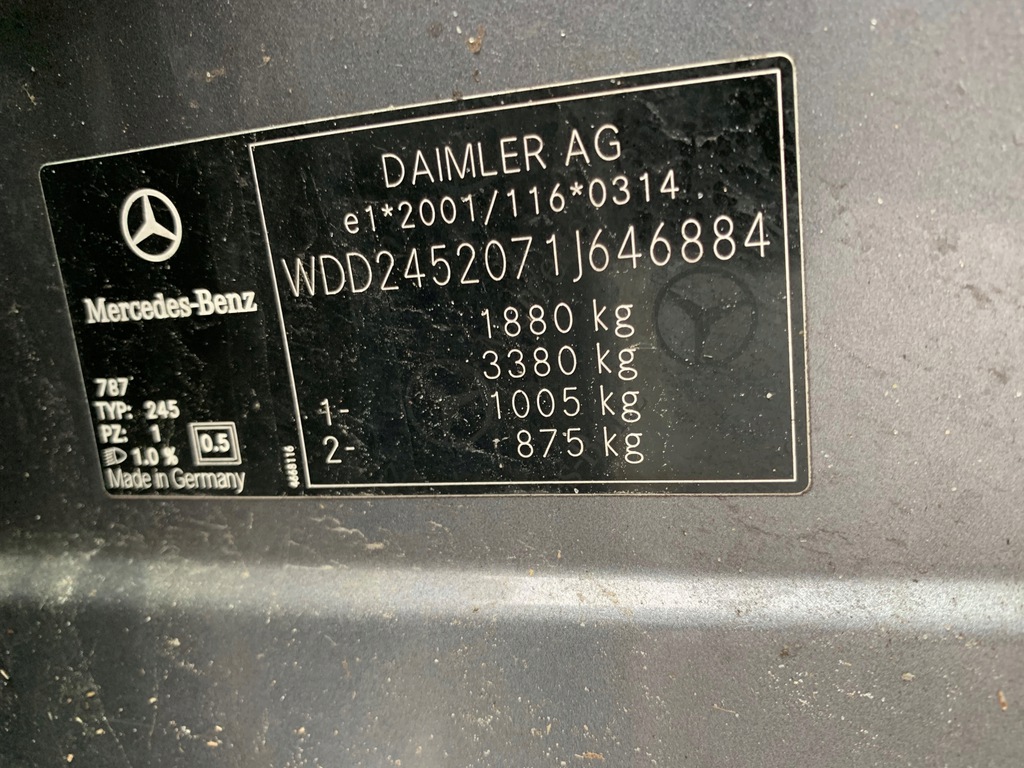 Mercedes-Benz
787
TYP: 245
PZ: 1
1.0 %
0.5
Made in Germany
DAIMLER AG
e1*2001/116*0314..
WDD2452071J646884
1880 kg
3380 kg
1- 1005 kg
2- 875 kg